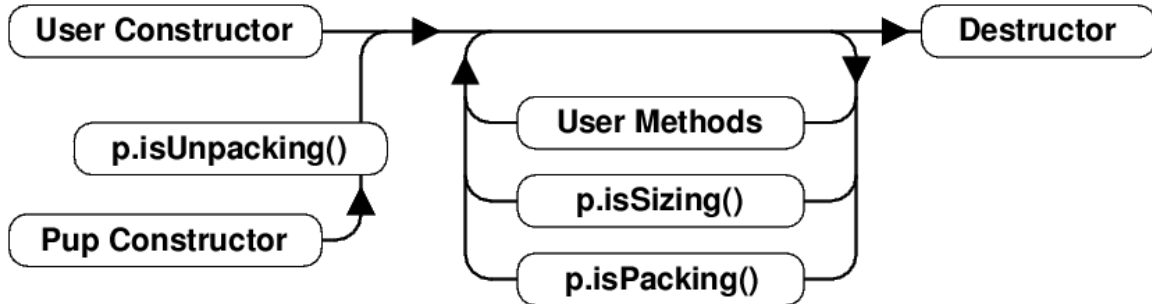 User Constructor
Destructor
User Methods
p.isUnpacking()
p.isSizing()
Pup Constructor
p.isPacking()